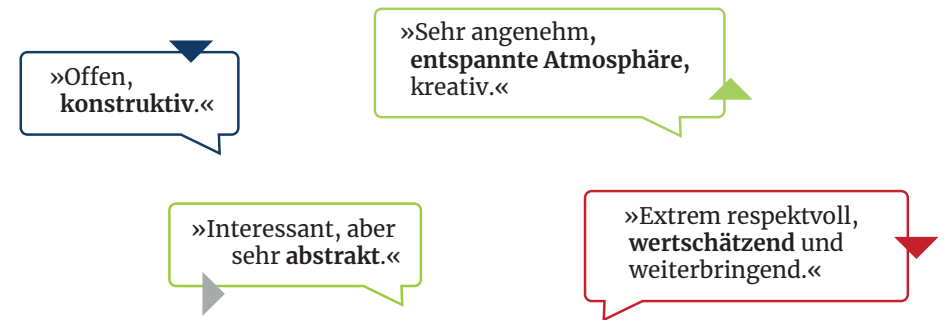 »Offen,
konstruktiv.«
»Sehr angenehm,
entspannte Atmosphäre,
kreativ.«
»Interessant, aber
sehr abstrakt.«
»Extrem respektvoll,
wertschätzend und
weiterbringend.«